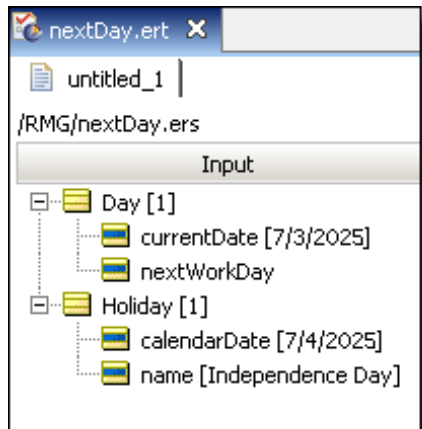 nextDay.ert
untitled_1
/RMG/nextDay.ers
Input
Day [1]
currentDate [7/3/2025]
nextWorkDay
Holiday [1]
calendarDate [7/4/2025]
name [Independence Day]